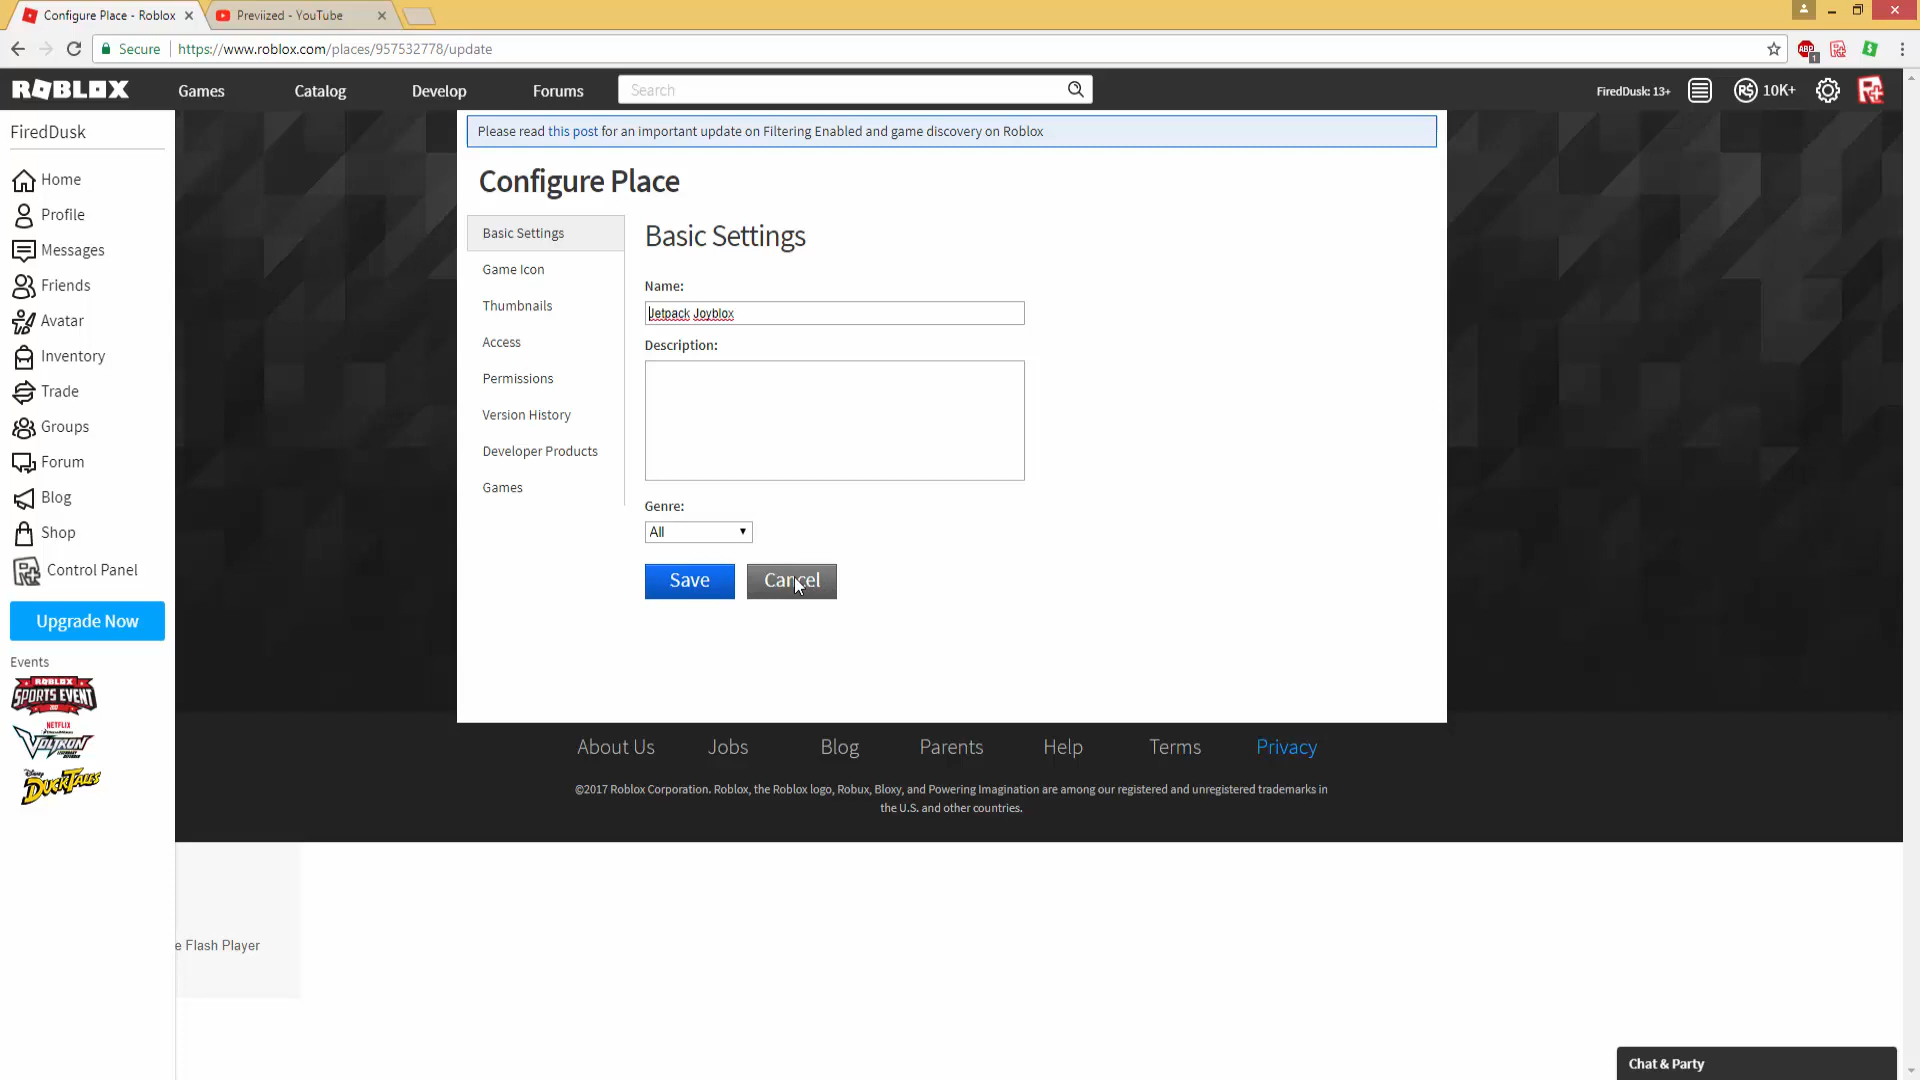 Configure Place - Roblox
Previized - YouTube
Secure
https://www.roblox.com/places/957532778/update
ABP
1
ROBLOX
Games
Catalog
Develop
Forums
Search
FiredDusk: 13+
R$
10K+
FiredDusk
Home
Profile
Messages
Friends
Avatar
Inventory
Trade
Groups
Forum
Blog
Shop
Control Panel
Upgrade Now
Events
ROBLOX
SPORTS EVENT
NETFLIX
VOLTRON
Disney
DUCKTALES
Please read this post for an important update on Filtering Enabled and game discovery on Roblox
Configure Place
Basic Settings
Game Icon
Thumbnails
Access
Permissions
Version History
Developer Products
Games
Basic Settings
Name:
Jetpack Joyblox
Description:
Genre:
All
Save
Cancel
About Us
Jobs
Blog
Parents
Help
Terms
Privacy
©2017 Roblox Corporation. Roblox, the Roblox logo, Robux, Bloxy, and Powering Imagination are among our registered and unregistered trademarks in
the U.S. and other countries.
e Flash Player
Chat & Party